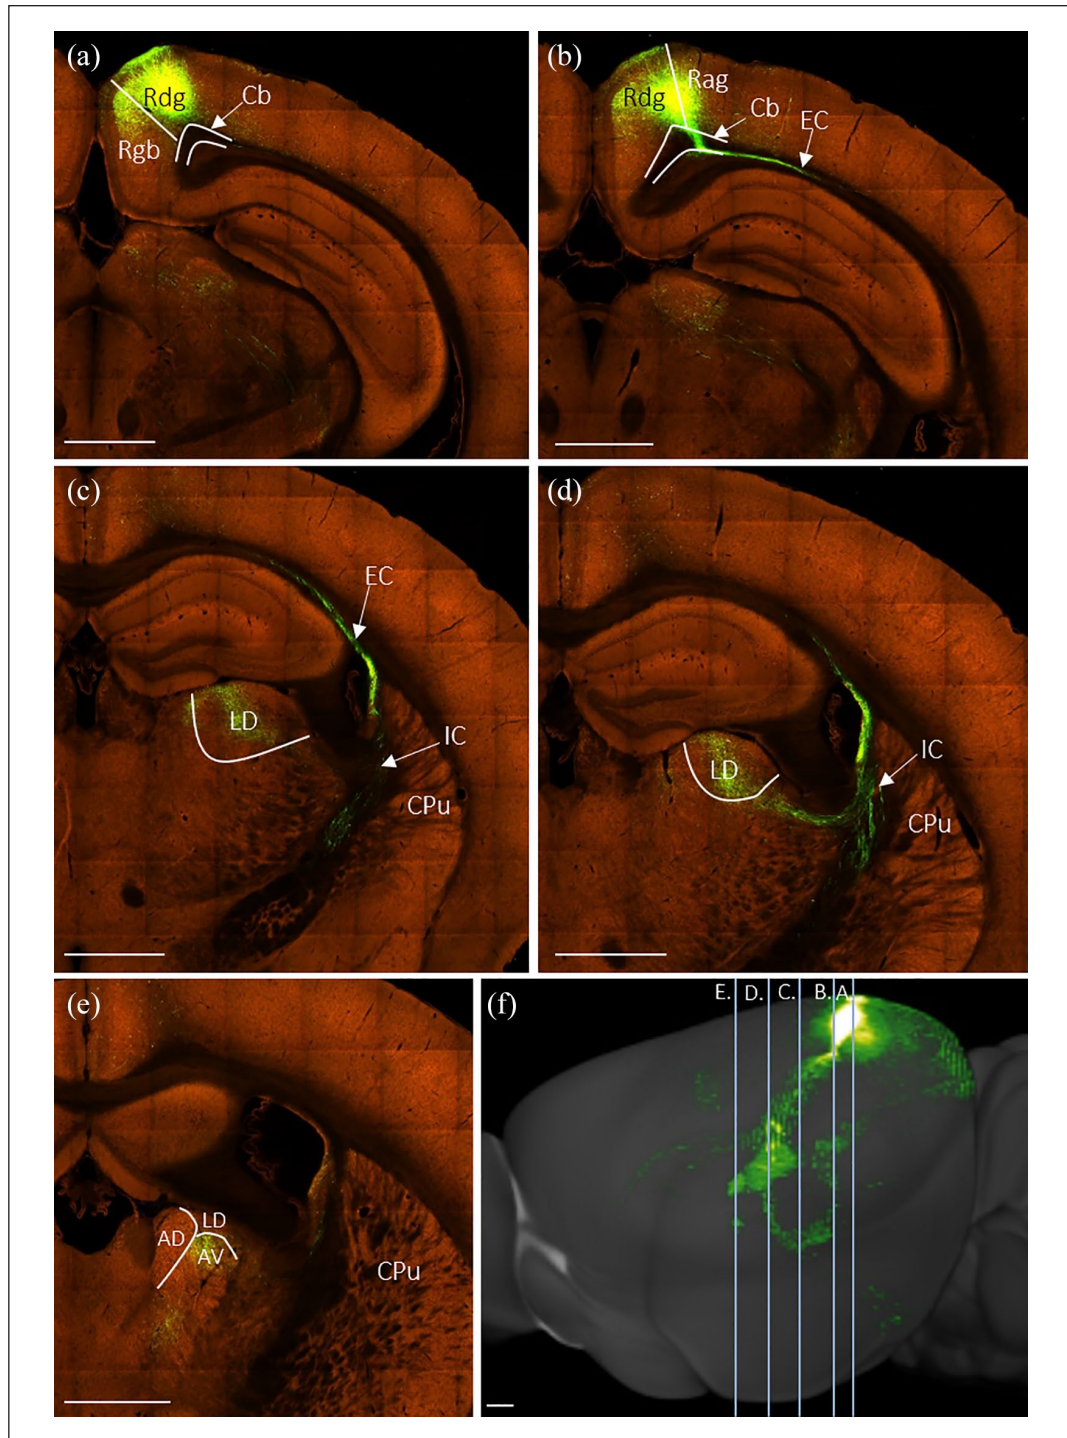 (a)
Rdg
Cb
Rgb
(b)
Rag
Rdg
Cb
EC
(c)
EC
LD
IC
CPu
(d)
LD
IC
CPu
(e)
LD
AD
AV
CPu
(f)
E. D. C. B. A.